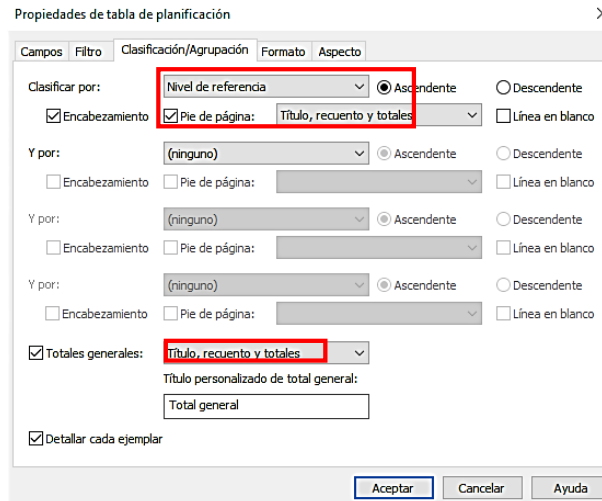 Propiedades de tabla de planificación
Campos Filtro Clasificación/Agrupación Formato Aspecto
Clasificar por: Nivel de referencia Ascendente Descendente
Encabezamiento Pie de página: Título, recuento y totales Línea en blanco
Y por: (ninguno) Ascendente Descendente
Encabezamiento Pie de página: Línea en blanco
Y por: (ninguno) Ascendente Descendente
Encabezamiento Pie de página: Línea en blanco
Y por: (ninguno) Ascendente Descendente
Encabezamiento Pie de página: Línea en blanco
Totales generales: Título, recuento y totales
Título personalizado de total general:
Total general
Detallar cada ejemplar
Aceptar Cancelar Ayuda